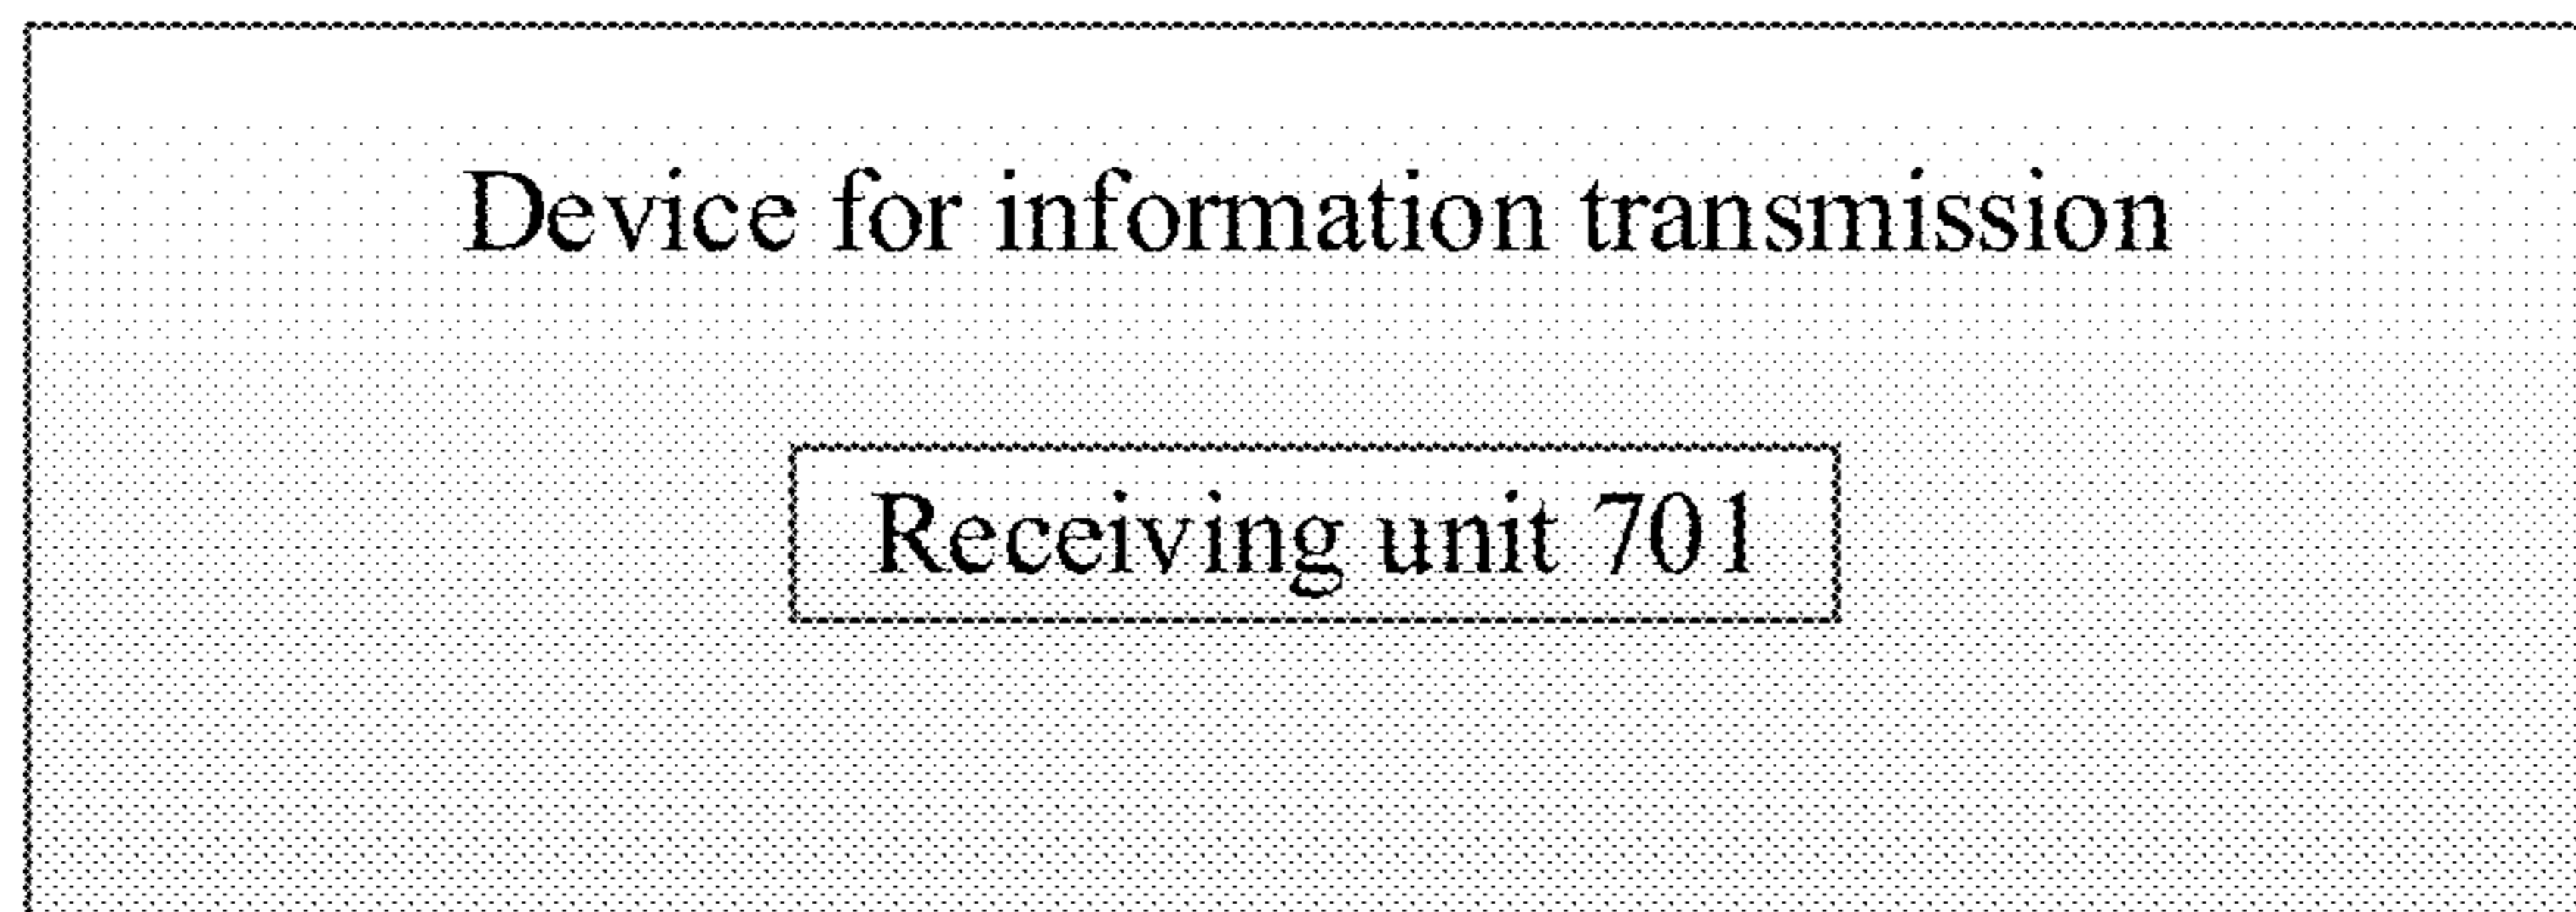 Device for information transmission
Receiving unit 701